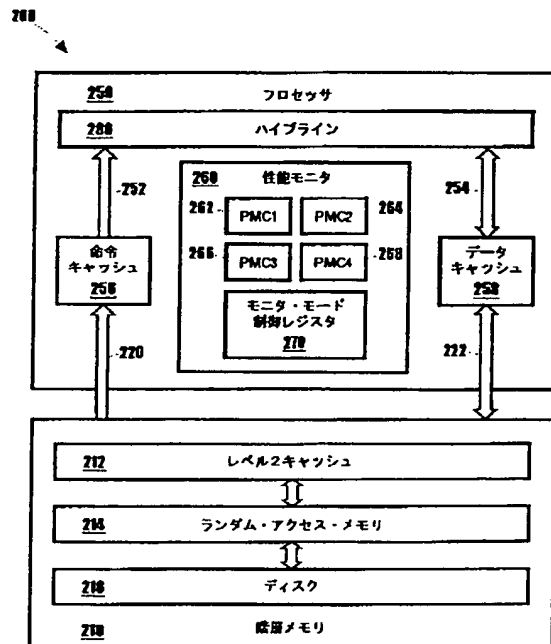 200
250 プロセッサ
280 パイプライン
252
260 性能モニタ
254
262 PMC1 PMC2 264
266 PMC3 PMC4 268
命令
キャッシュ
256
データ
キャッシュ
258
モニタ・モード
制御レジスタ
270
220
222
212 レベル2キャッシュ
214 ランダム・アクセス・メモリ
216 ディスク
210 階層メモリ